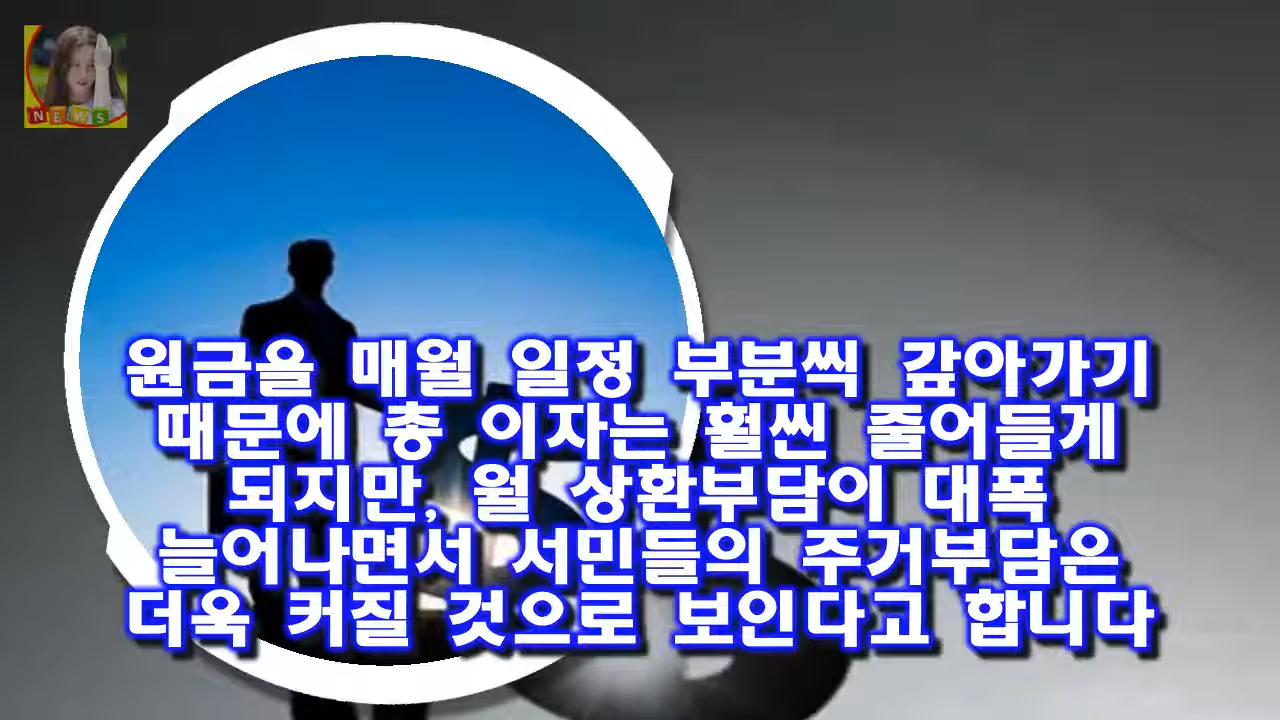 NEWS
원금을 매월 일정 부분씩 갚아가기
때문에 총 이자는 훨씬 줄어들게
되지만, 월 상환부담이 대폭
늘어나면서 서민들의 주거부담은
더욱 커질 것으로 보인다고 합니다